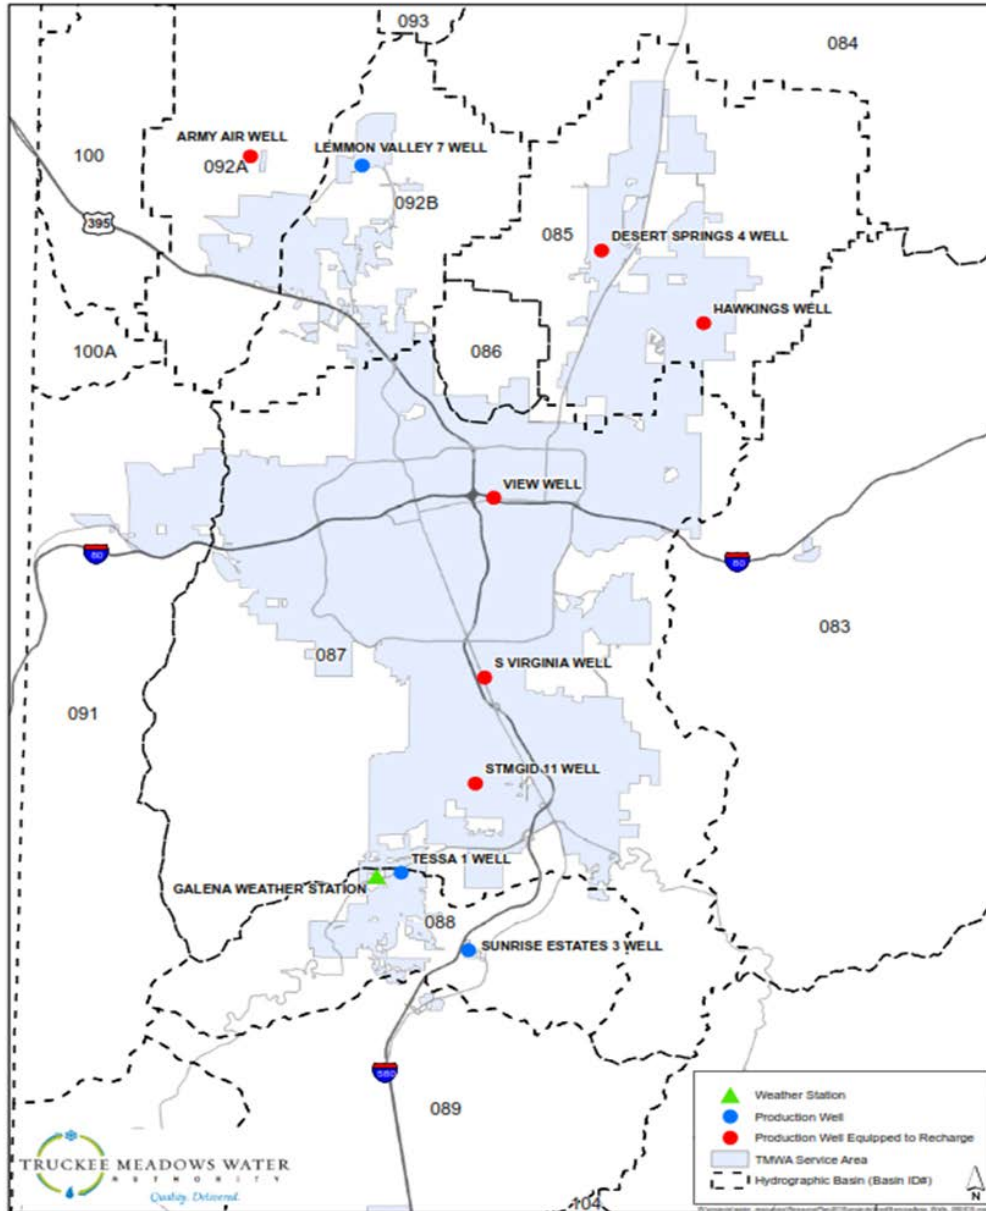 093
084
ARMY AIR WELL
100
092A
LEMMON VALLEY 7 WELL
395
092B
085
DESERT SPRINGS 4 WELL
HAWKINGS WELL
100A
086
VIEW WELL
80
80
083
087
S VIRGINIA WELL
091
STMGID 11 WELL
TESSA 1 WELL
GALENA WEATHER STATION
088
SUNRISE ESTATES 3 WELL
580
089
Weather Station
Production Well
Production Well Equipped to Recharge
TMWA Service Area
Hydrographic Basin (Basin ID#)
N
TRUCKEE MEADOWS WATER
AUTHORITY
Quality. Delivered.
104